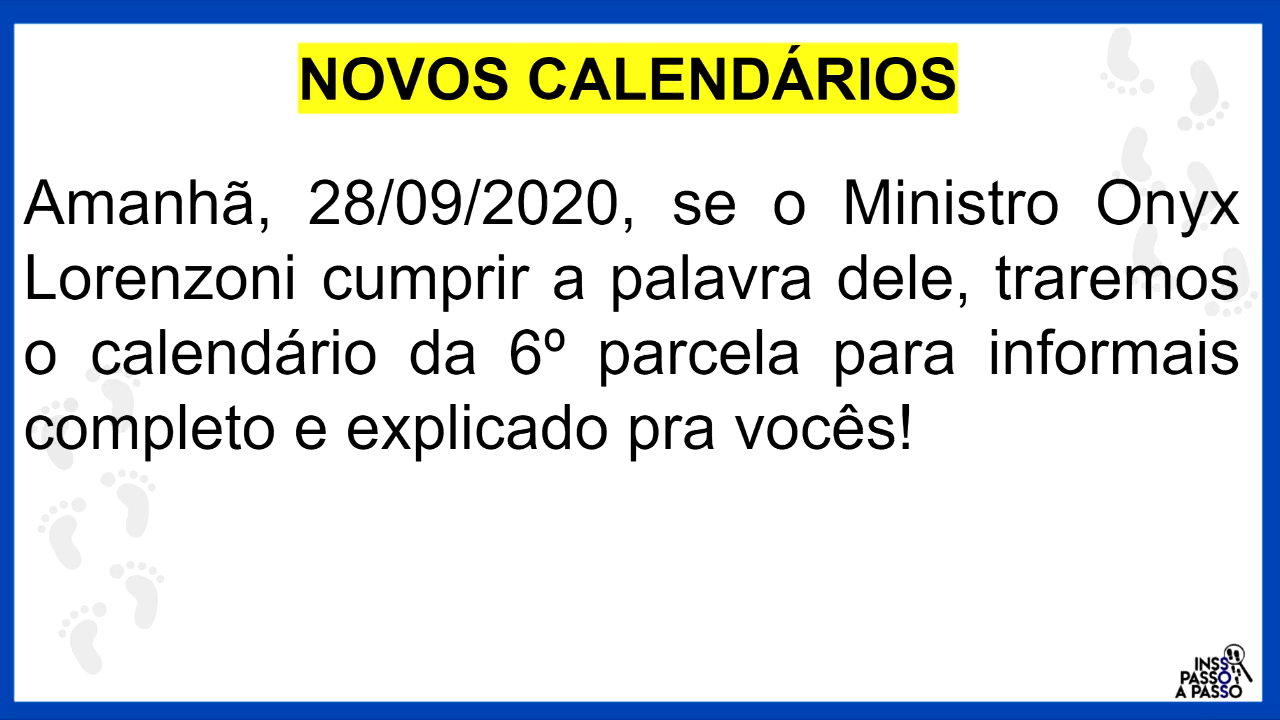 NOVOS CALENDÁRIOS
Amanhã, 28/09/2020, se o Ministro Onyx
Lorenzoni cumprir a palavra dele, traremos
o calendário da 6º parcela para informais
completo e explicado pra vocês!
INSS
PASSO
A PASSO